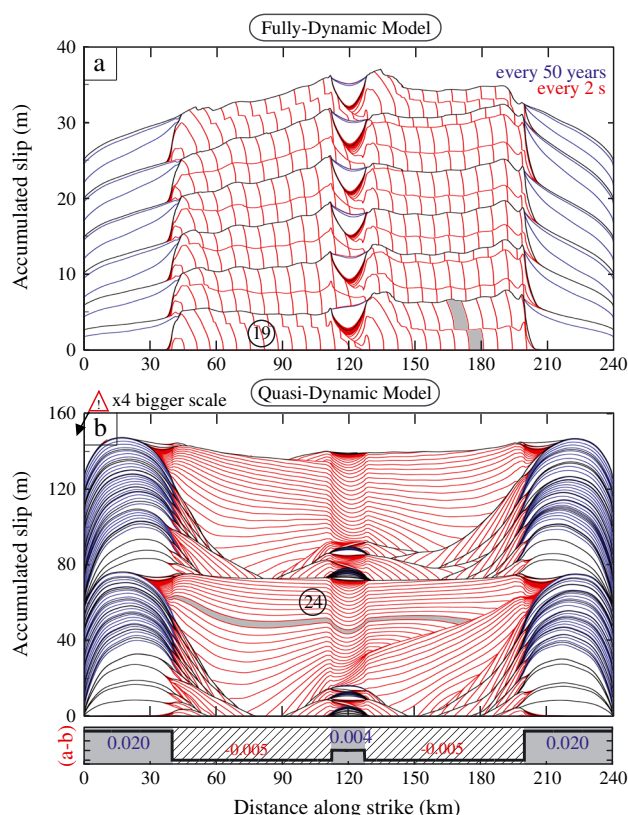 Fully-Dynamic Model
a
every 50 years
every 2 s
Accumulated slip (m)
40
30
20
10
0
19
0 30 60 90 120 150 180 210 240
! x4 bigger scale
Quasi-Dynamic Model
b
Accumulated slip (m)
160
120
80
40
0
24
(a-b)
0.020 -0.005 0.004 -0.005 0.020
0 30 60 90 120 150 180 210 240
Distance along strike (km)